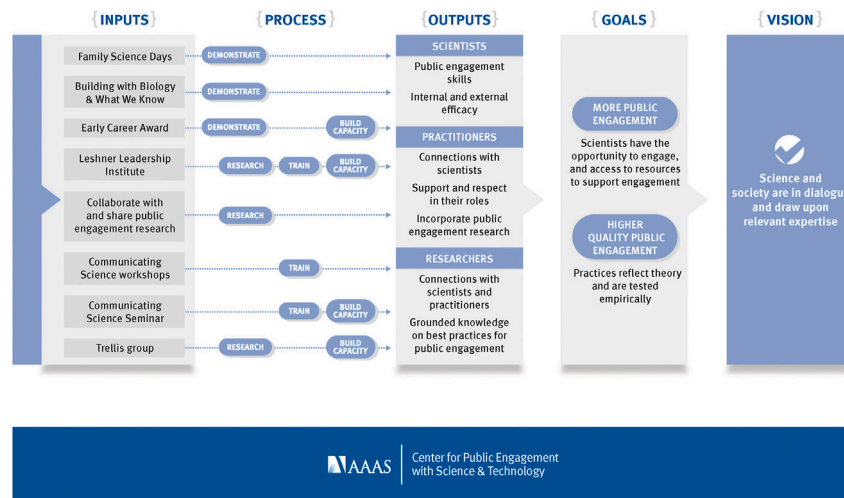 {INPUTS}
{PROCESS}
{OUTPUTS}
{GOALS}
{VISION}
Family Science Days
DEMONSTRATE
Building with Biology
& What We Know
DEMONSTRATE
Early Career Award
DEMONSTRATE
BUILD
CAPACITY
Leshner Leadership
Institute
RESEARCH
TRAIN
BUILD
CAPACITY
Collaborate with
and share public
engagement research
RESEARCH
Communicating
Science workshops
TRAIN
Communicating
Science Seminar
TRAIN
BUILD
CAPACITY
Trellis group
RESEARCH
BUILD
CAPACITY
SCIENTISTS
Public engagement
skills
Internal and external
efficacy
PRACTITIONERS
Connections with
scientists
Support and respect
in their roles
Incorporate public
engagement research
RESEARCHERS
Connections with
scientists and
practitioners
Grounded knowledge
on best practices for
public engagement
MORE PUBLIC
ENGAGEMENT
Scientists have the
opportunity to engage,
and access to resources
to support engagement
HIGHER
QUALITY PUBLIC
ENGAGEMENT
Practices reflect theory
and are tested
empirically
Science and
society are in dialogu
and draw upon
relevant expertise
AAAS
Center for Public Engagement
with Science & Technology